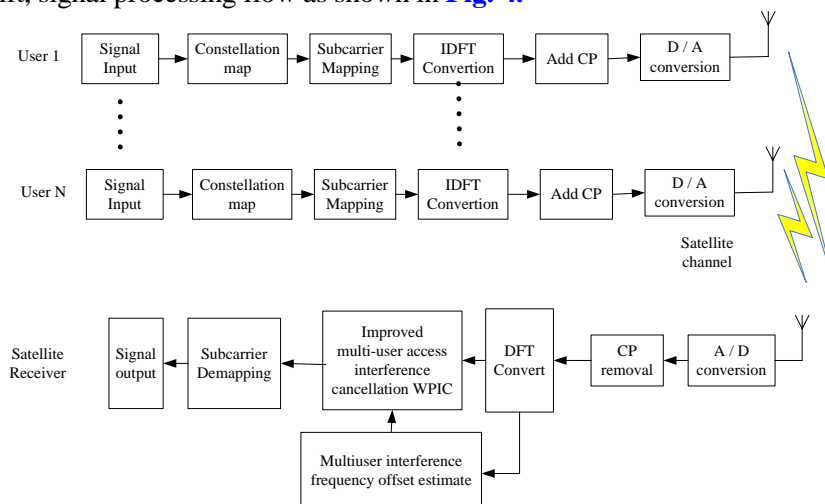 signal processing flow as shown in Fig. 4.
User 1
Signal
Input
Constellation
map
Subcarrier
Mapping
IDFT
Convertion
Add CP
D / A
conversion
User N
Signal
Input
Constellation
map
Subcarrier
Mapping
IDFT
Convertion
Add CP
D / A
conversion
Satellite
channel
Satellite
Receiver
Signal
output
Subcarrier
Demapping
Improved
multi-user access
interference
cancellation WPIC
DFT
Convert
CP
removal
A / D
conversion
Multiuser interference
frequency offset estimate